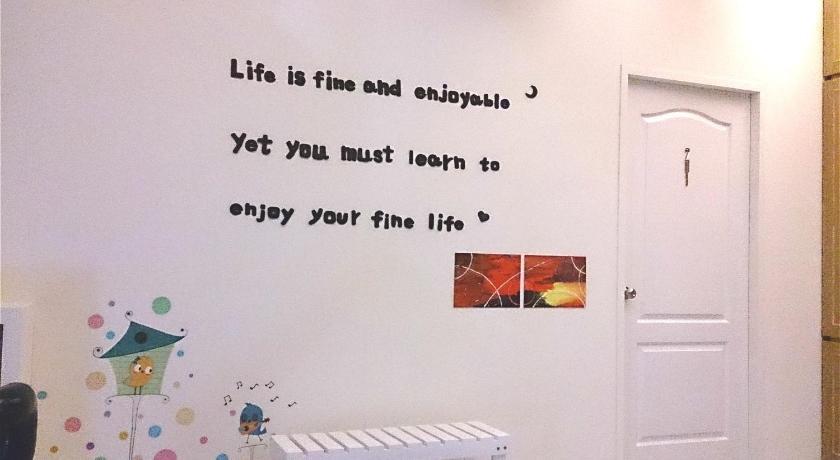 Life is fine and enjoyable
Yet you must learn to
enjoy your fine life